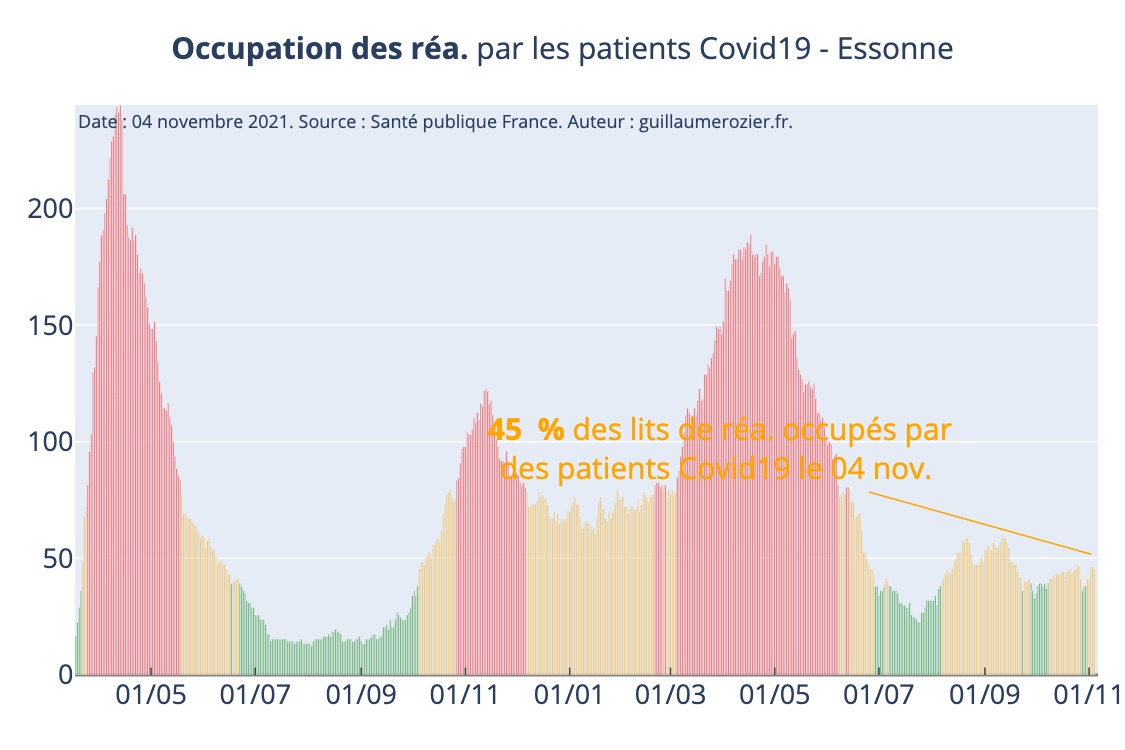 Occupation des réa. par les patients Covid19 - Essonne
Date : 04 novembre 2021. Source : Santé publique France. Auteur : guillaumerozier.fr.
200
150
45 % des lits de réa. occupés par
100
des patients Covid19 le 04 nov.
50
0
01/05 01/07 01/09 01/11 01/01 01/03 01/05 01/07 01/09 01/11